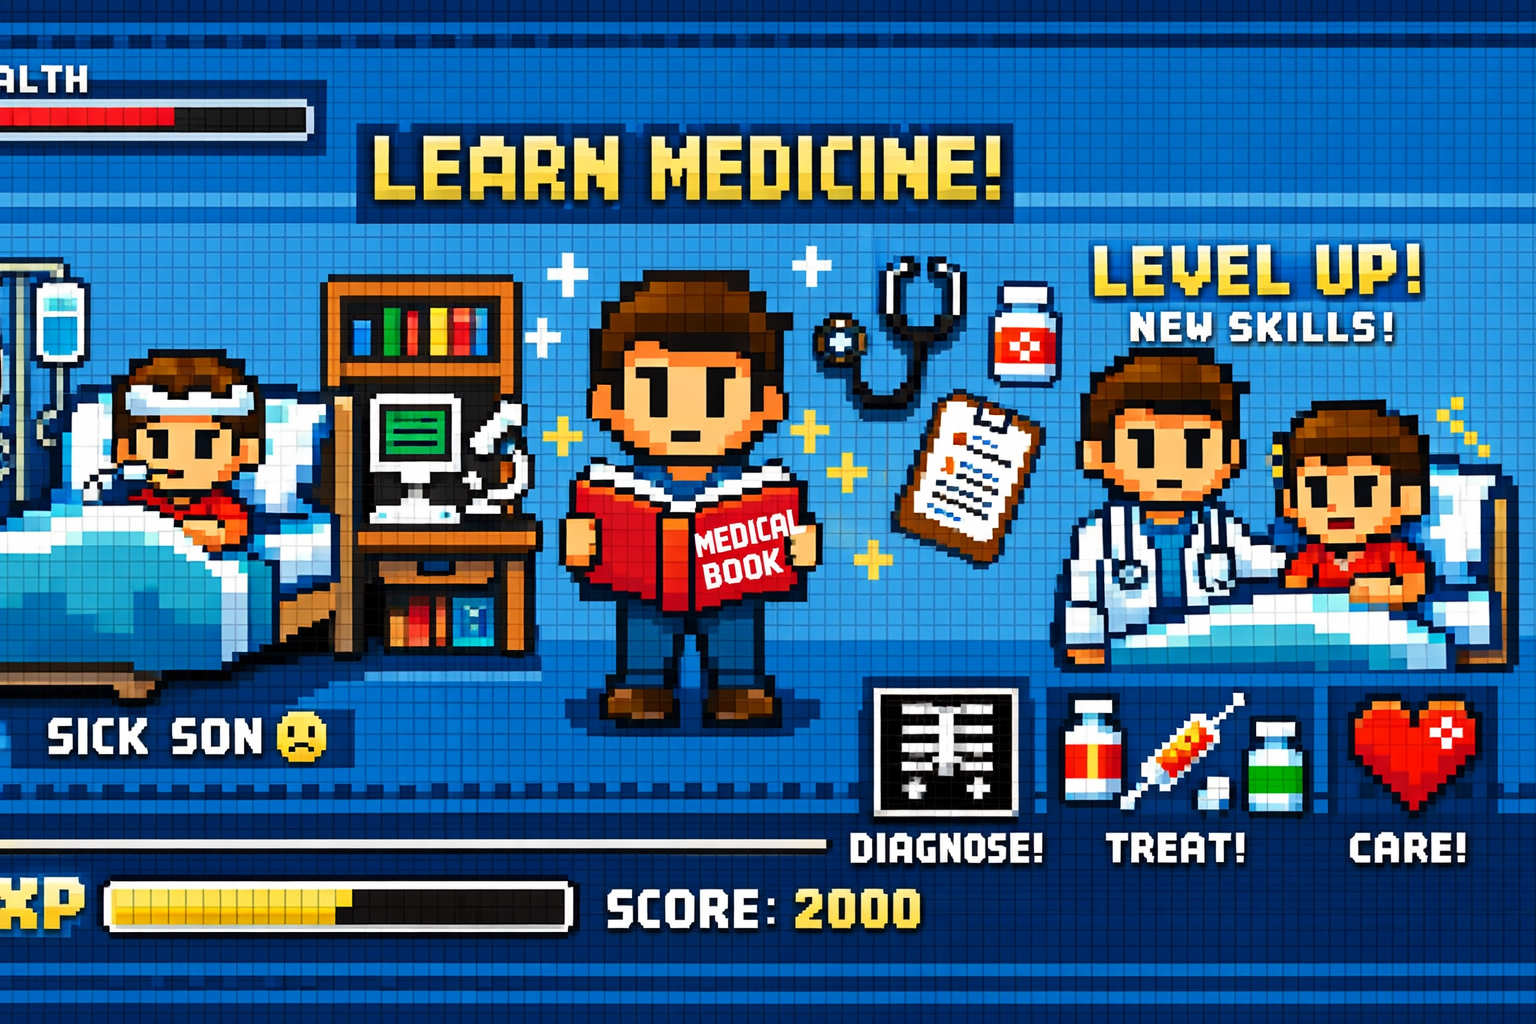 ALTH
LEARN MEDICINE!
LEVEL UP!
NEW SKILLS!
MEDICAL
BOOK
SICK SON
DIAGNOSE!
TREAT!
CARE!
XP
SCORE: 2000